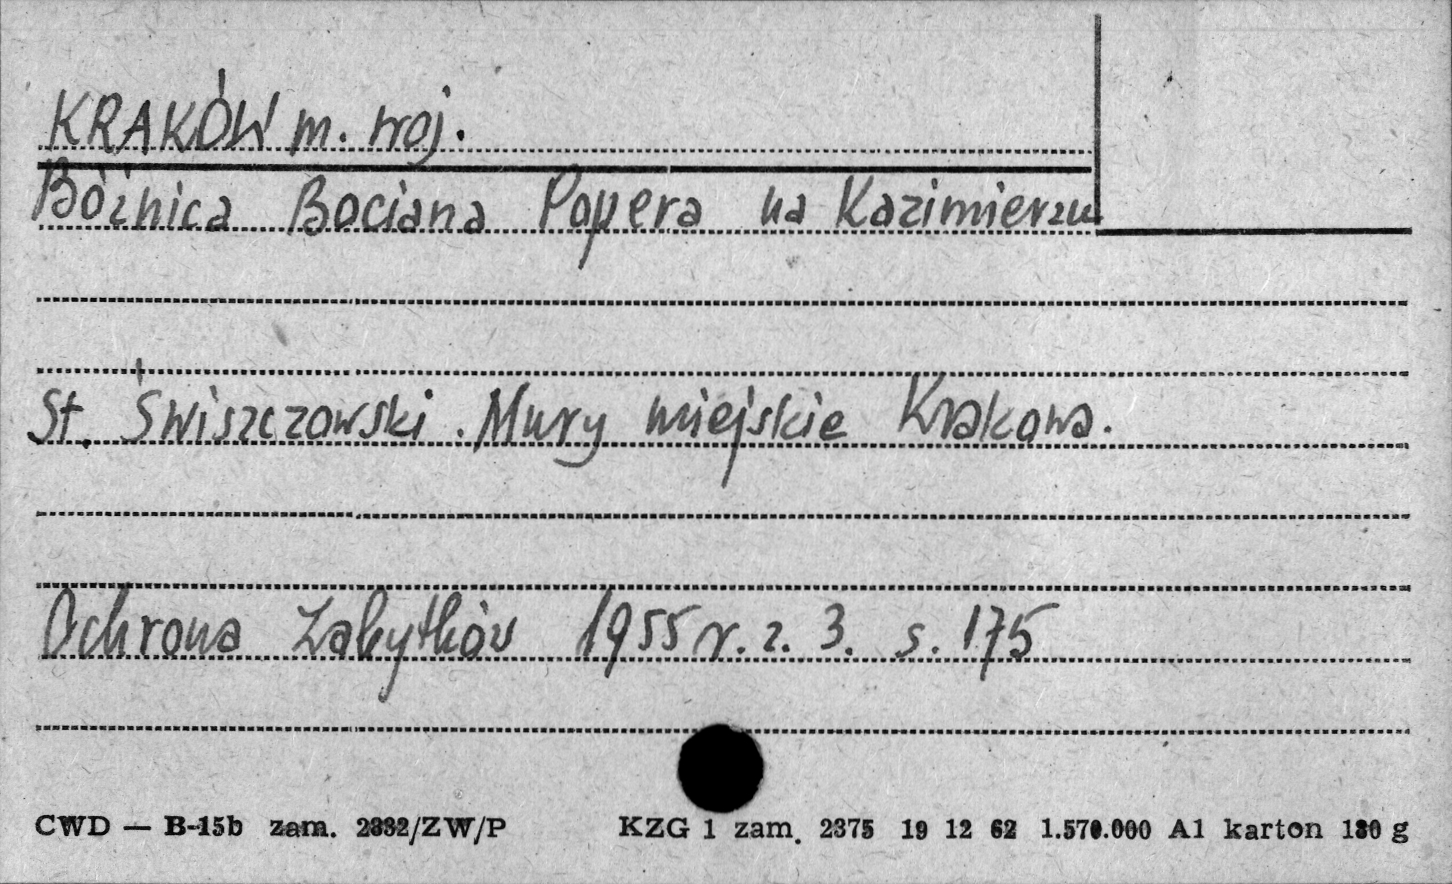 KRAKÓW m. woj.
Bóżnica Bociana Popera na Kazimierzu
St. Świszczowski. Mury miejskie Krakowa.
Ochrona Zabytków 1955 r. z. 3. s. 175
CWD — B-15b zam. 2332/ZW/P KZG 1 zam. 2375 19 12 62 1.570.000 A1 karton 180 g